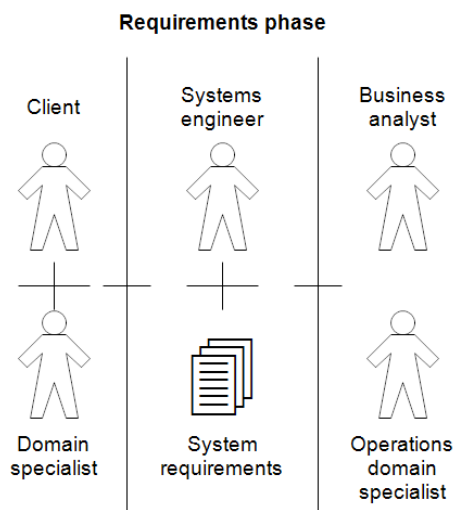 Requirements phase
Client
Systems
engineer
Business
analyst
Domain
specialist
System
requirements
Operations
domain
specialist